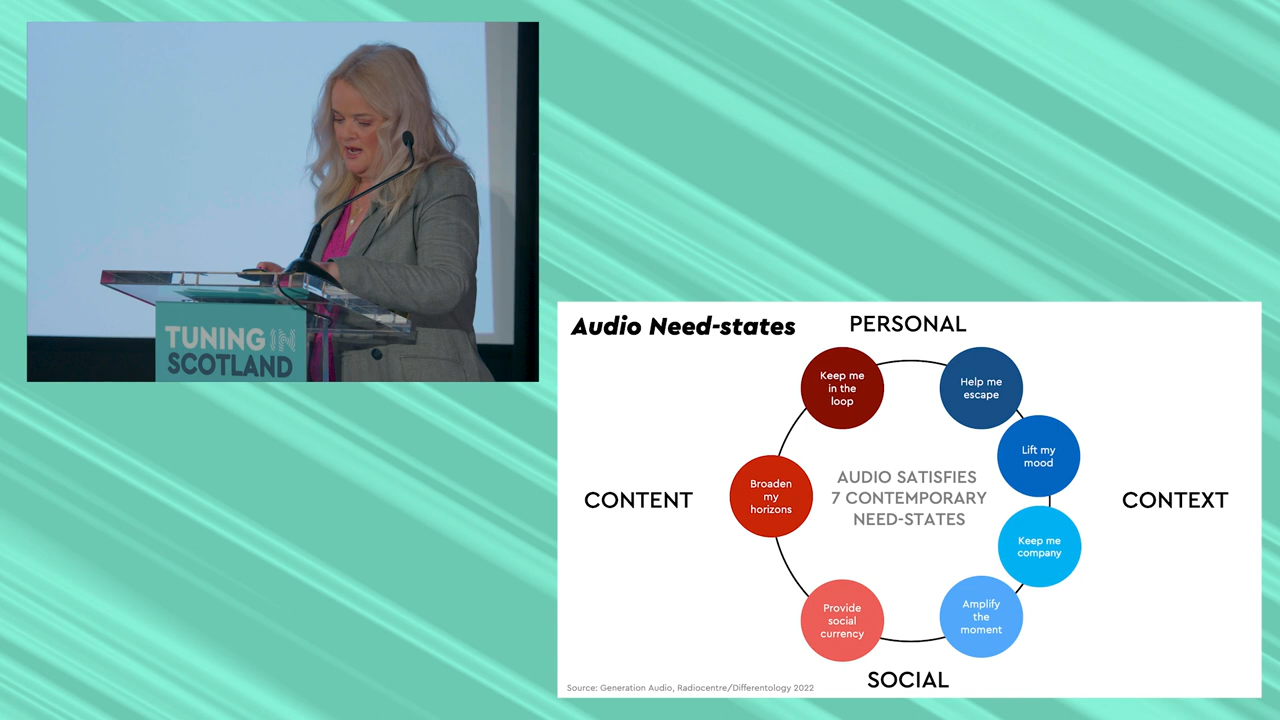 TUNING IN
SCOTLAND
Audio Need-states
PERSONAL
Keep me
in the
loop
Help me
escape
Lift my
mood
Broaden
my
horizons
AUDIO SATISFIES
7 CONTEMPORARY
NEED-STATES
CONTENT
CONTEXT
Keep me
company
Provide
social
currency
Amplify
the
moment
SOCIAL
Source: Generation Audio, Radiocentre/Differentology 2022